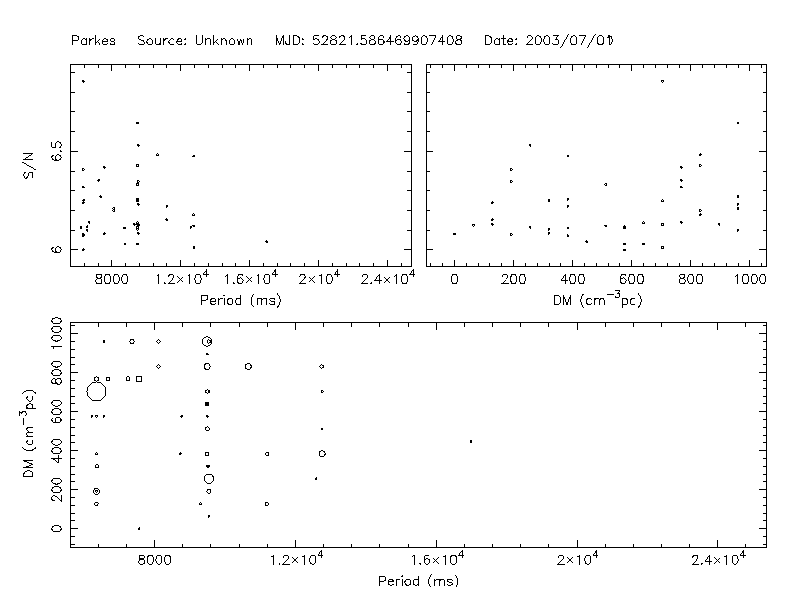 Parkes Source: Unknown MJD: 52821.586469907408 Date: 2003/07/01
S/N
6.5
6
8000 1.2×10⁴ 1.6×10⁴ 2×10⁴ 2.4×10⁴
Period (ms)
0 200 400 600 800 1000
DM (cm⁻³pc)
DM (cm⁻³pc)
1000
800
600
400
200
0
8000 1.2×10⁴ 1.6×10⁴ 2×10⁴ 2.4×10⁴
Period (ms)